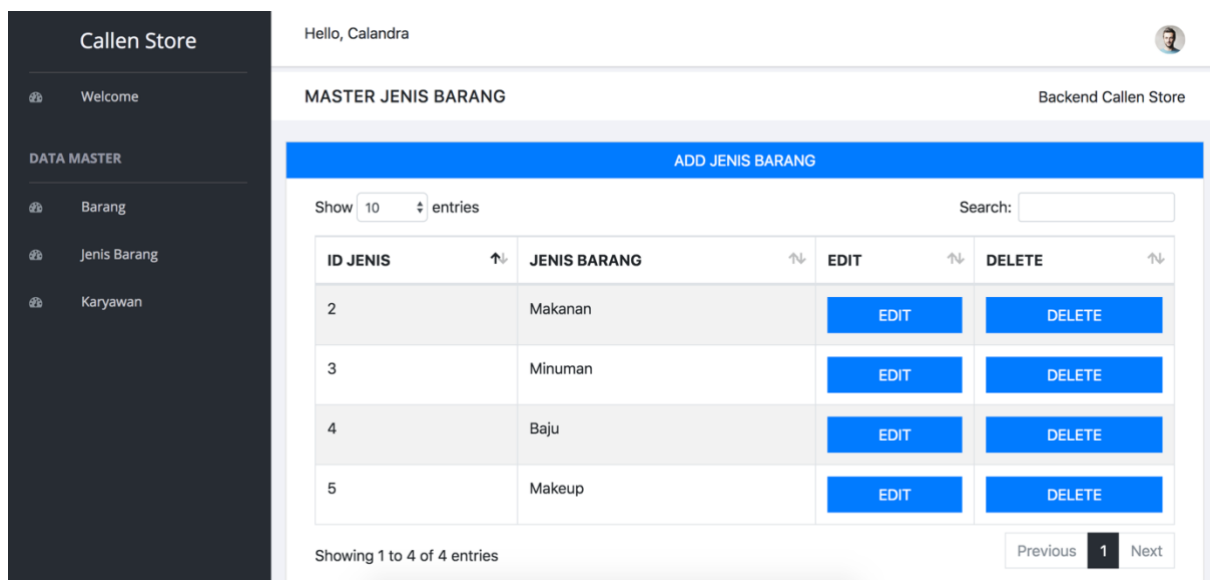 Callen Store
Welcome
DATA MASTER
Barang
Jenis Barang
Karyawan
Hello, Calandra
MASTER JENIS BARANG Backend Callen Store
ADD JENIS BARANG
Show 10 entries Search:
ID JENIS JENIS BARANG EDIT DELETE
2 Makanan EDIT DELETE
3 Minuman EDIT DELETE
4 Baju EDIT DELETE
5 Makeup EDIT DELETE
Showing 1 to 4 of 4 entries Previous 1 Next